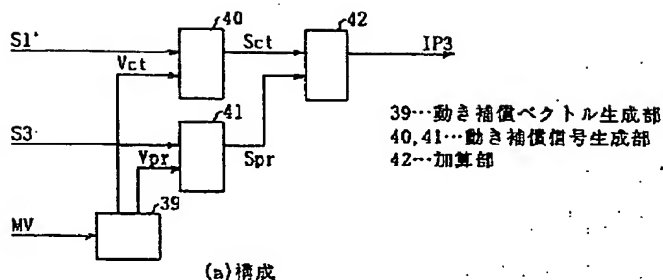 40
42
S1'
Sct
IP3
Vct
41
39…動き補償ベクトル生成部
40,41…動き補償信号生成部
42…加算部
S3
Vpr
Spr
39
MV
(a)構成